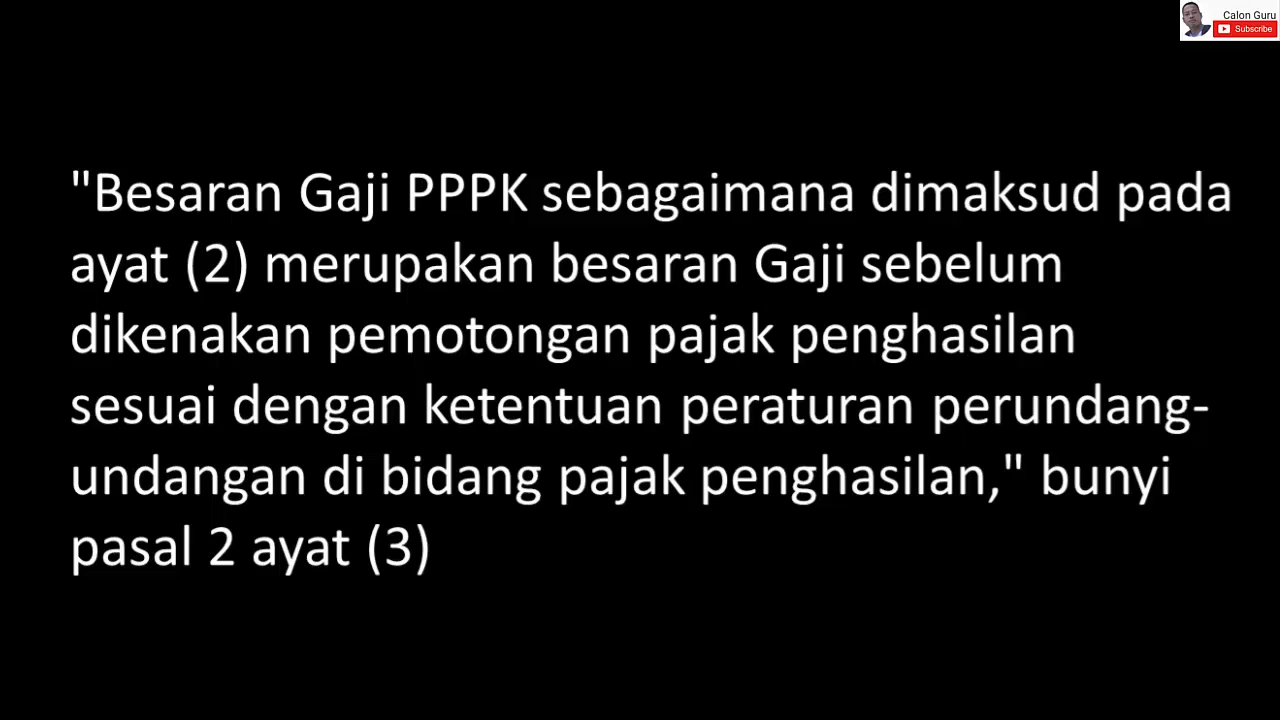 Calon Guru
Subscribe
"Besaran Gaji PPPK sebagaimana dimaksud pada
ayat (2) merupakan besaran Gaji sebelum
dikenakan pemotongan pajak penghasilan
sesuai dengan ketentuan peraturan perundang-
undangan di bidang pajak penghasilan," bunyi
pasal 2 ayat (3)